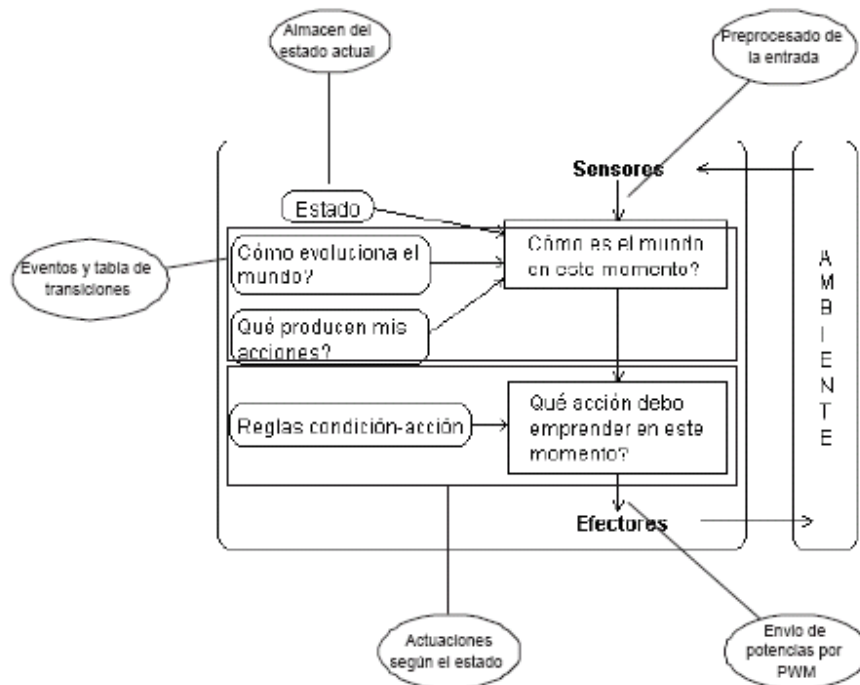 Almacen del
estado actual
Preprocesado de
la entrada
Sensores
Estado
Cómo evoluciona el
mundo?
Cómo es el mundo
en este momento?
Eventos y tabla de
transiciones
Qué producen mis
acciones?
AMBIENTE
Reglas condición-acción
Qué acción debo
emprender en este
momento?
Efectores
Actuaciones
según el estado
Envio de
potencias por
PWM